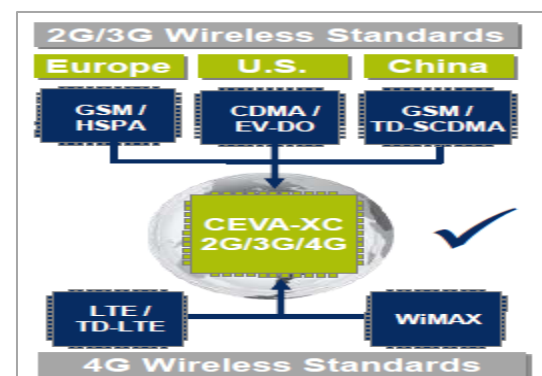 2G/3G Wireless Standards
Europe U.S. China
GSM / HSPA
CDMA / EV-DO
GSM / TD-SCDMA
CEVA-XC
2G/3G/4G
LTE / TD-LTE
WiMAX
4G Wireless Standards